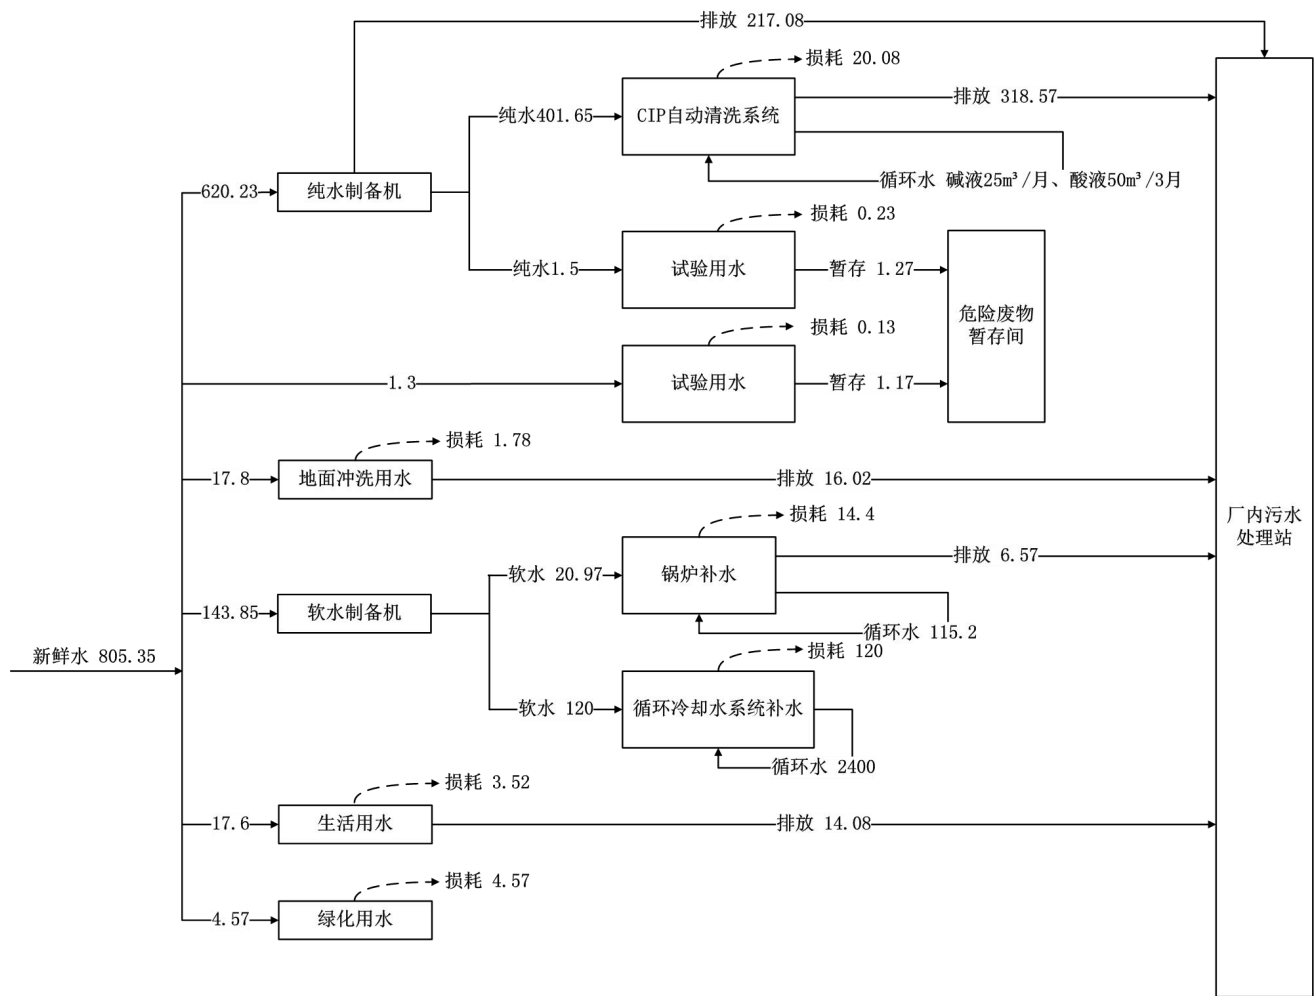 排放 217.08
损耗 20.08
纯水401.65
CIP自动清洗系统
排放 318.57
循环水 碱液25m³/月、酸液50m³/3月
620.23
纯水制备机
损耗 0.23
纯水1.5
试验用水
暂存 1.27
危险废物
暂存间
损耗 0.13
1.3
试验用水
暂存 1.17
损耗 1.78
17.8
地面冲洗用水
排放 16.02
厂内污水
处理站
损耗 14.4
软水 20.97
锅炉补水
排放 6.57
循环水 115.2
143.85
软水制备机
损耗 120
新鲜水 805.35
软水 120
循环冷却水系统补水
循环水 2400
损耗 3.52
17.6
生活用水
排放 14.08
损耗 4.57
4.57
绿化用水